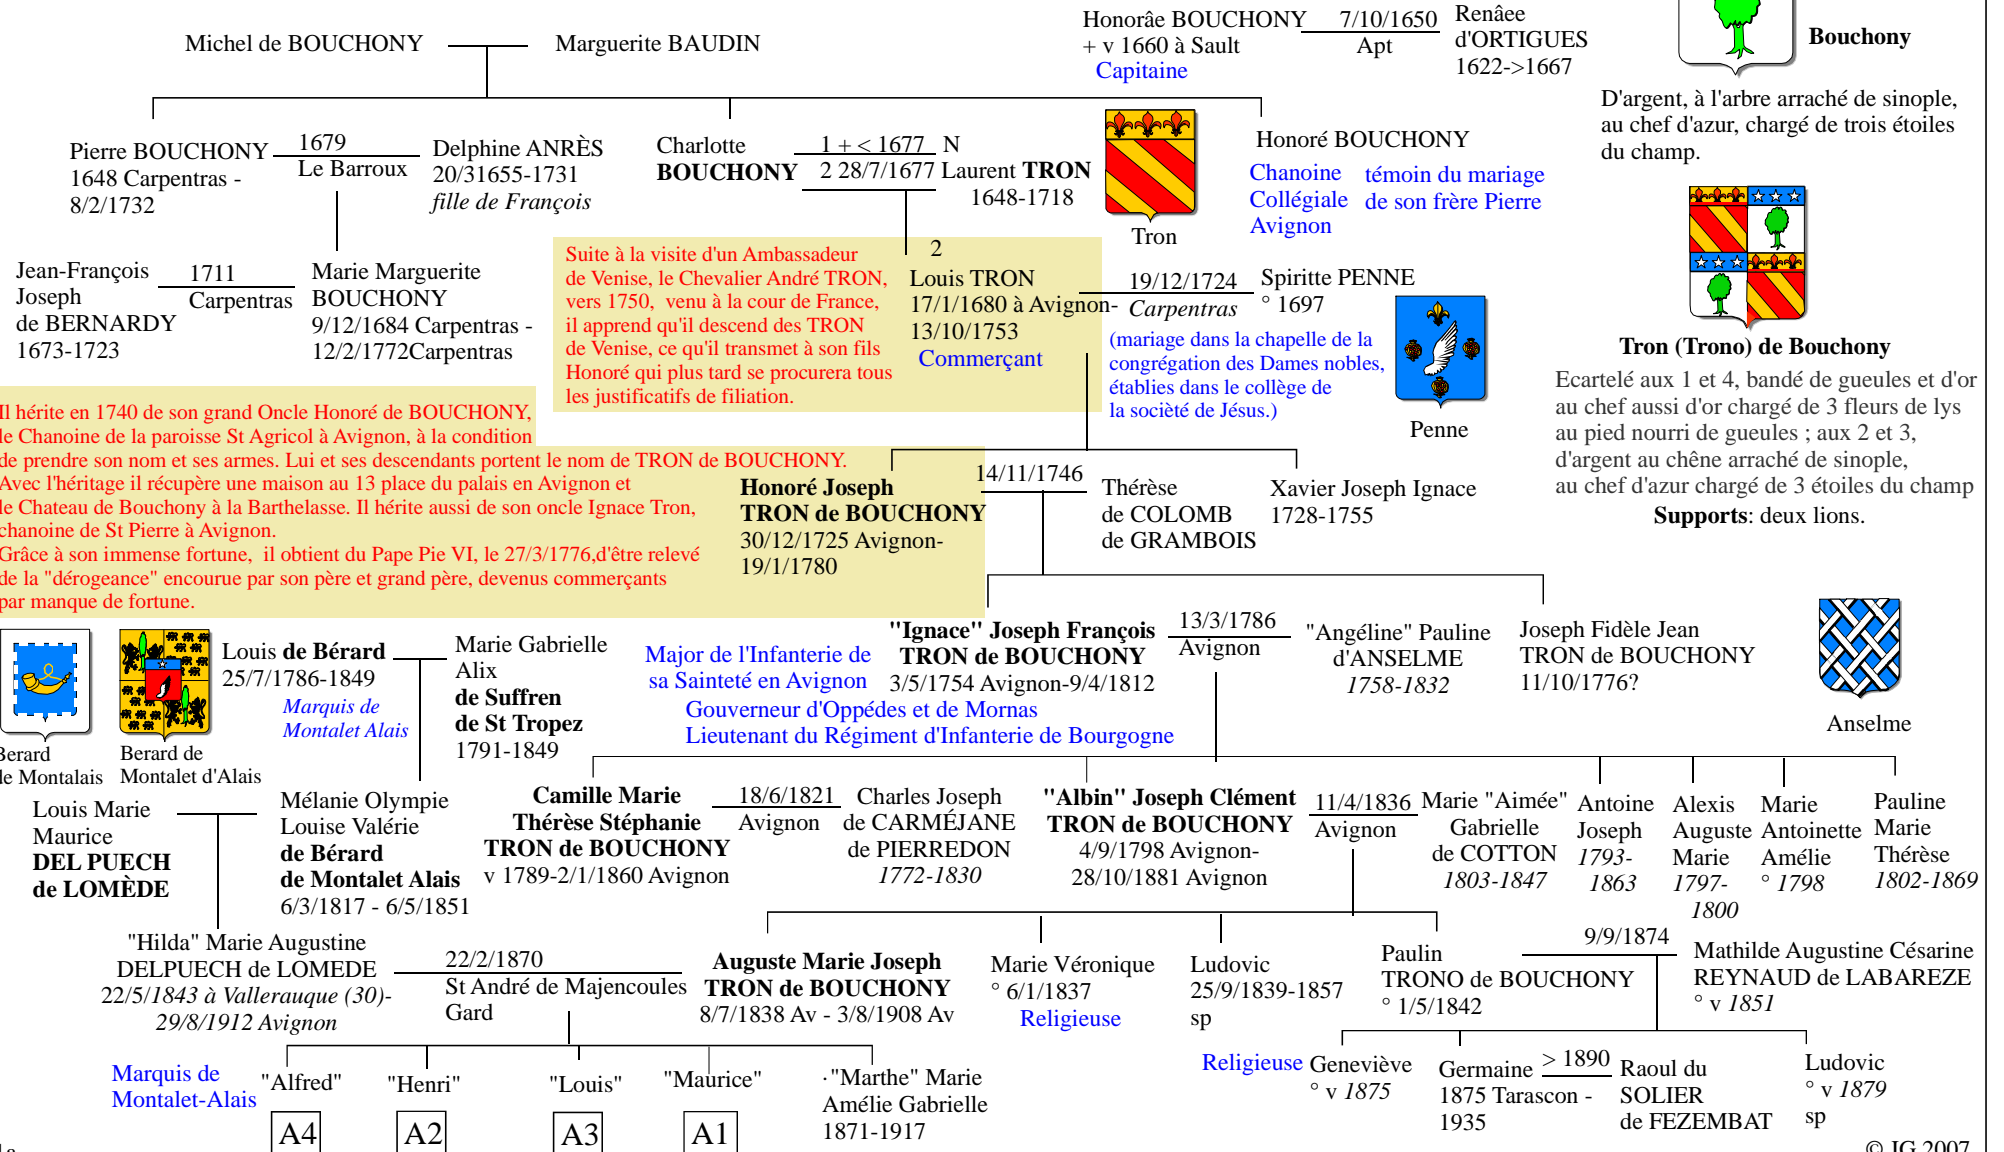 Honorâe BOUCHONY
+ v 1660 à Sault
Capitaine
7/10/1650
Apt
Renâee
d'ORTIGUES
1622->1667
Michel de BOUCHONY
Marguerite BAUDIN
Bouchony
D'argent, à l'arbre arraché de sinople,
au chef d'azur, chargé de trois étoiles
du champ.
Pierre BOUCHONY
1648 Carpentras -
8/2/1732
1679
Le Barroux
Delphine ANRÈS
20/31655-1731
fille de François
Charlotte
BOUCHONY
1 + < 1677
2 28/7/1677
N
Laurent TRON
1648-1718
Tron
Honoré BOUCHONY
Chanoine
Collégiale
Avignon
témoin du mariage
de son frère Pierre
Jean-François
Joseph
de BERNARDY
1673-1723
1711
Carpentras
Marie Marguerite
BOUCHONY
9/12/1684 Carpentras -
12/2/1772Carpentras
Suite à la visite d'un Ambassadeur
de Venise, le Chevalier André TRON,
vers 1750, venu à la cour de France,
il apprend qu'il descend des TRON
de Venise, ce qu'il transmet à son fils
Honoré qui plus tard se procurera tous
les justificatifs de filiation.
2
Louis TRON
17/1/1680 à Avignon-
13/10/1753
Commerçant
19/12/1724
Carpentras
Spiritte PENNE
° 1697
(mariage dans la chapelle de la
congrégation des Dames nobles,
établies dans le collège de
la socièté de Jésus.)
Penne
Tron (Trono) de Bouchony
Ecartelé aux 1 et 4, bandé de gueules et d'or
au chef aussi d'or chargé de 3 fleurs de lys
au pied nourri de gueules ; aux 2 et 3,
d'argent au chêne arraché de sinople,
au chef d'azur chargé de 3 étoiles du champ
Supports: deux lions.
Il hérite en 1740 de son grand Oncle Honoré de BOUCHONY,
le Chanoine de la paroisse St Agricol à Avignon, à la condition
de prendre son nom et ses armes. Lui et ses descendants portent le nom de TRON de BOUCHONY.
Avec l'héritage il récupère une maison au 13 place du palais en Avignon et
le Chateau de Bouchony à la Barthelasse. Il hérite aussi de son oncle Ignace Tron,
chanoine de St Pierre à Avignon.
Grâce à son immense fortune, il obtient du Pape Pie VI, le 27/3/1776,d'être relevé
de la "dérogeance" encourue par son père et grand père, devenus commerçants
par manque de fortune.
Honoré Joseph
TRON de BOUCHONY
30/12/1725 Avignon-
19/1/1780
14/11/1746
Thérèse
de COLOMB
de GRAMBOIS
Xavier Joseph Ignace
1728-1755
Berard
de Montalais
Berard de
Montalet d'Alais
Louis de Bérard
25/7/1786-1849
Marquis de
Montalet Alais
Marie Gabrielle
Alix
de Suffren
de St Tropez
1791-1849
Major de l'Infanterie de
sa Sainteté en Avignon
Gouverneur d'Oppédes et de Mornas
Lieutenant du Régiment d'Infanterie de Bourgogne
"Ignace" Joseph François
TRON de BOUCHONY
3/5/1754 Avignon-9/4/1812
13/3/1786
Avignon
"Angéline" Pauline
d'ANSELME
1758-1832
Joseph Fidèle Jean
TRON de BOUCHONY
11/10/1776?
Anselme
Louis Marie
Maurice
DEL PUECH
de LOMÈDE
Mélanie Olympie
Louise Valérie
de Bérard
de Montalet Alais
6/3/1817 - 6/5/1851
Camille Marie
Thérèse Stéphanie
TRON de BOUCHONY
v 1789-2/1/1860 Avignon
18/6/1821
Avignon
Charles Joseph
de CARMÉJANE
de PIERREDON
1772-1830
"Albin" Joseph Clément
TRON de BOUCHONY
4/9/1798 Avignon-
28/10/1881 Avignon
11/4/1836
Avignon
Marie "Aimée"
Gabrielle
de COTTON
1803-1847
Antoine
Joseph
1793-
1863
Alexis
Auguste
Marie
1797-
1800
Marie
Antoinette
Amélie
° 1798
Pauline
Marie
Thérèse
1802-1869
"Hilda" Marie Augustine
DELPUECH de LOMEDE
22/5/1843 à Vallerauque (30)-
29/8/1912 Avignon
22/2/1870
St André de Majencoules
Gard
Auguste Marie Joseph
TRON de BOUCHONY
8/7/1838 Av - 3/8/1908 Av
Marie Véronique
° 6/1/1837
Religieuse
Ludovic
25/9/1839-1857
sp
Paulin
TRONO de BOUCHONY
° 1/5/1842
9/9/1874
Mathilde Augustine Césarine
REYNAUD de LABAREZE
° v 1851
Marquis de
Montalet-Alais
"Alfred"
A4
"Henri"
A2
"Louis"
A3
"Maurice"
A1
·"Marthe" Marie
Amélie Gabrielle
1871-1917
Religieuse
Geneviève
° v 1875
Germaine
1875 Tarascon -
1935
> 1890
Raoul du
SOLIER
de FEZEMBAT
Ludovic
° v 1879
sp
© JG 2007